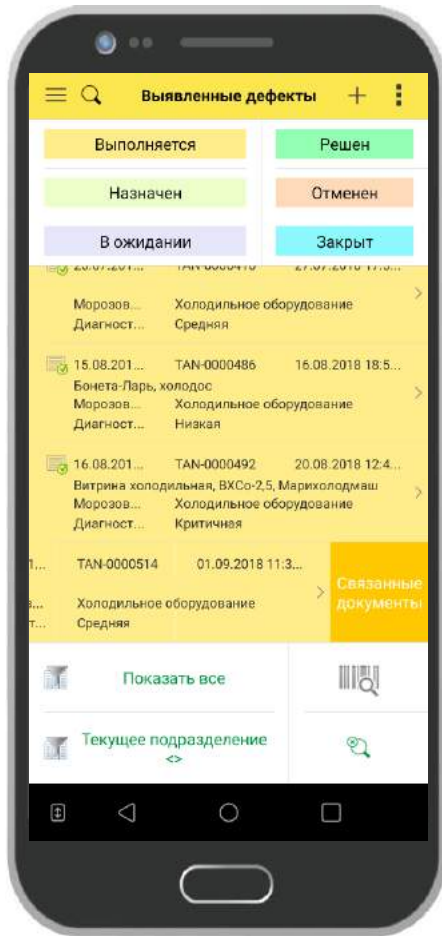 Выявленные дефекты
Выполняется
Решен
Назначен
Отменен
В ожидании
Закрыт
Морозов... Холодильное оборудование
Диагност... Средняя
15.08.201... TAN-0000486 16.08.2018 18:5...
Бонета-Ларь, холодос
Морозов... Холодильное оборудование
Диагност... Низкая
16.08.201... TAN-0000492 20.08.2018 12:4...
Витрина холодильная, ВХСо-2,5, Марихолодмаш
Морозов... Холодильное оборудование
Диагност... Критичная
1... TAN-0000514 01.09.2018 11:3...
Связанные
документы
в... Холодильное оборудование
т... Средняя
Показать все
Текущее подразделение
<>